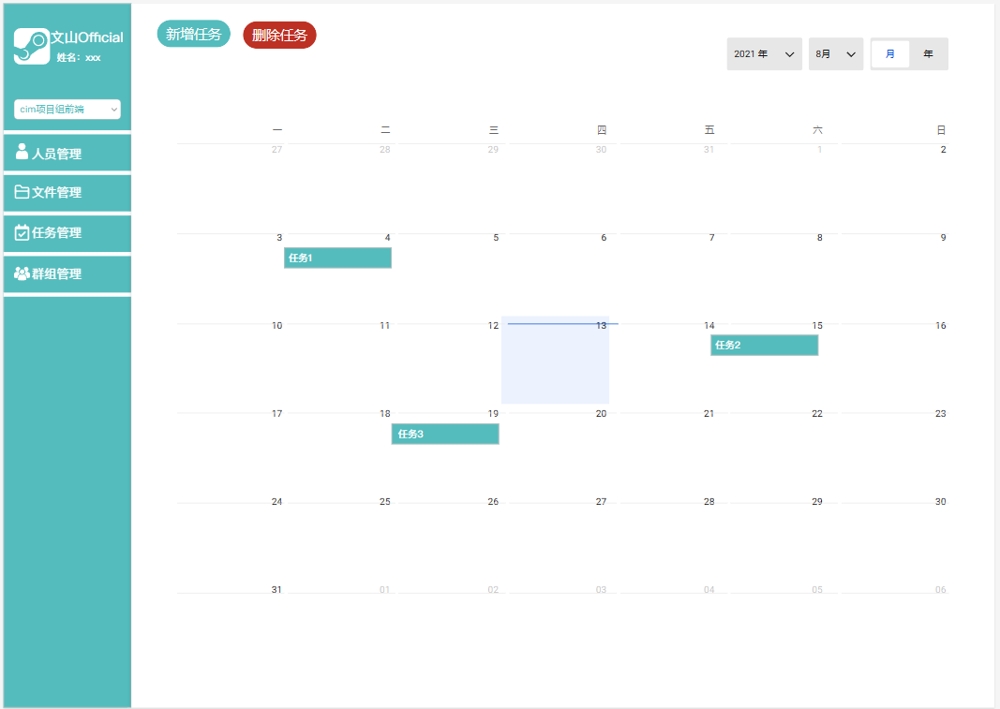 文山Official
姓名：xxx
cim项目组前端
人员管理
文件管理
任务管理
群组管理
新增任务 删除任务
2021 年 8月 月 年
一 二 三 四 五 六 日
27 28 29 30 31 1 2
3 4 5 6 7 8 9
任务1
10 11 12 13 14 15 16
任务2
17 18 19 20 21 22 23
任务3
24 25 26 27 28 29 30
31 01 02 03 04 05 06